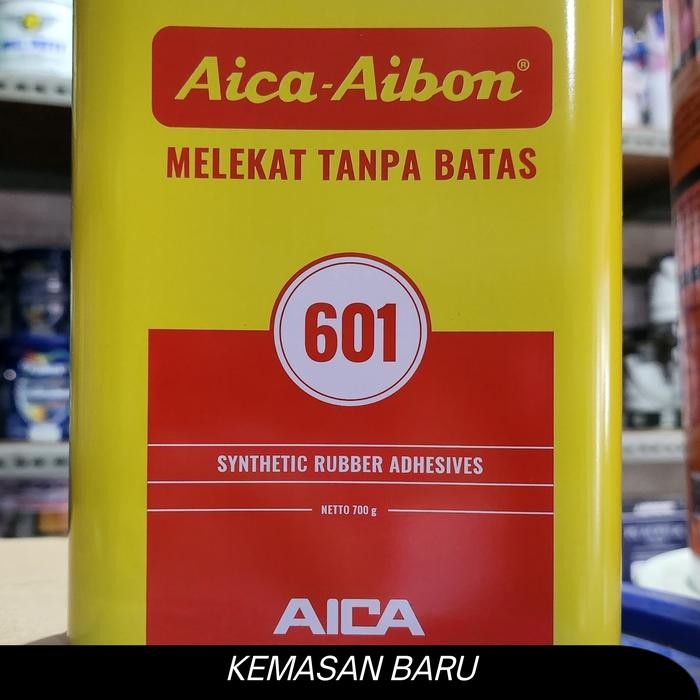 Aica-Aibon®
MELEKAT TANPA BATAS
601
SYNTHETIC RUBBER ADHESIVES
NETTO 700 g
AICA
KEMASAN BARU